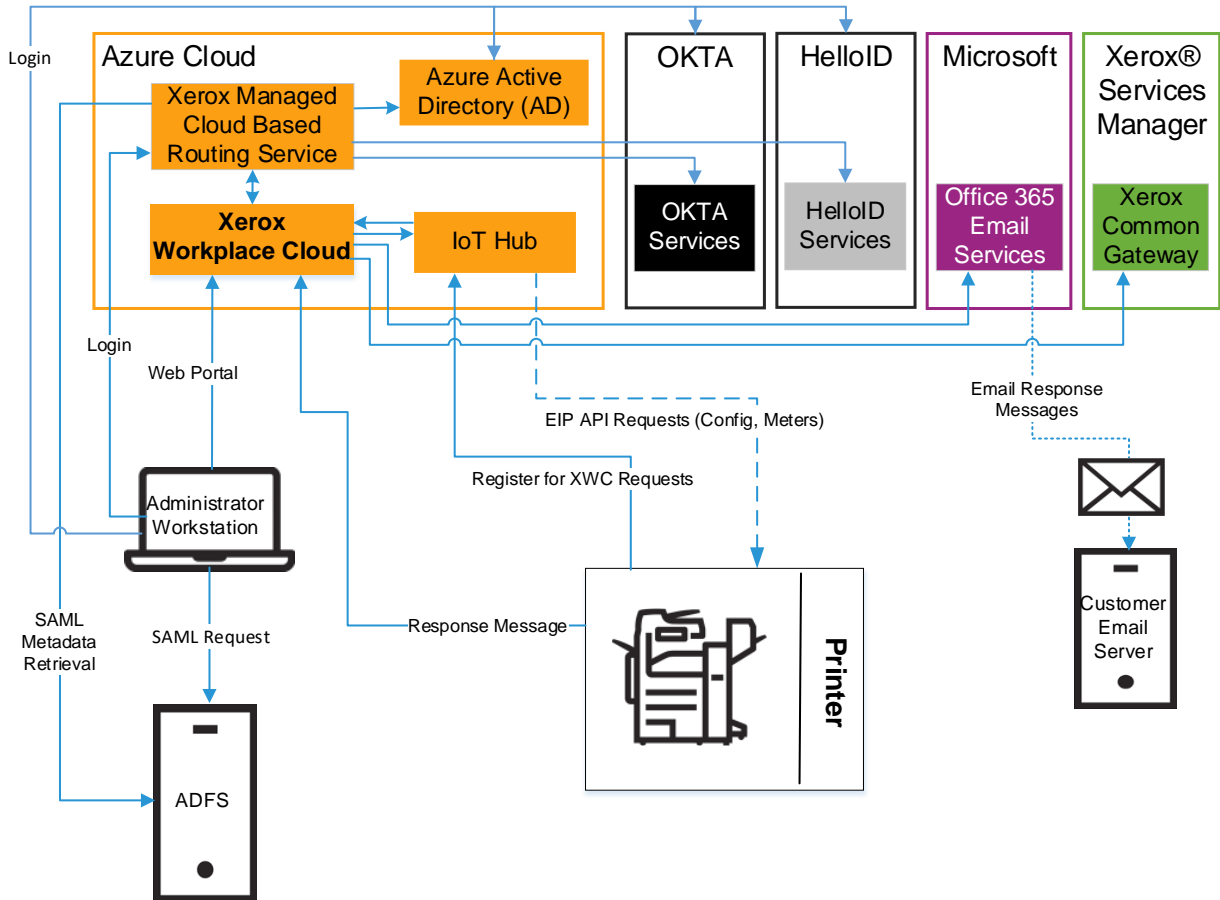 Login
Azure Cloud
Azure Active
Directory (AD)
Xerox Managed
Cloud Based
Routing Service
Xerox
Workplace Cloud
IoT Hub
OKTA
OKTA
Services
HelloID
HelloID
Services
Microsoft
Office 365
Email
Services
Xerox®
Services
Manager
Xerox
Common
Gateway
Login
Web Portal
EIP API Requests (Config, Meters)
Register for XWC Requests
Email Response
Messages
Administrator
Workstation
SAML
Metadata
Retrieval
SAML Request
Response Message
Printer
Customer
Email
Server
ADFS